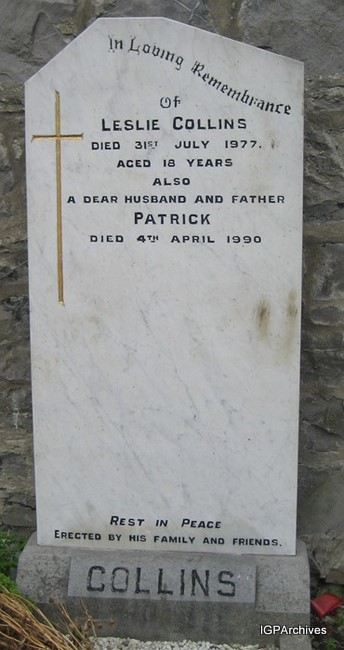 In Loving Remembrance
OF
LESLIE COLLINS
DIED 31ST JULY 1977.
AGED 18 YEARS
ALSO
A DEAR HUSBAND AND FATHER
PATRICK
DIED 4TH APRIL 1990
REST IN PEACE
ERECTED BY HIS FAMILY AND FRIENDS.
COLLINS
IGPArchives